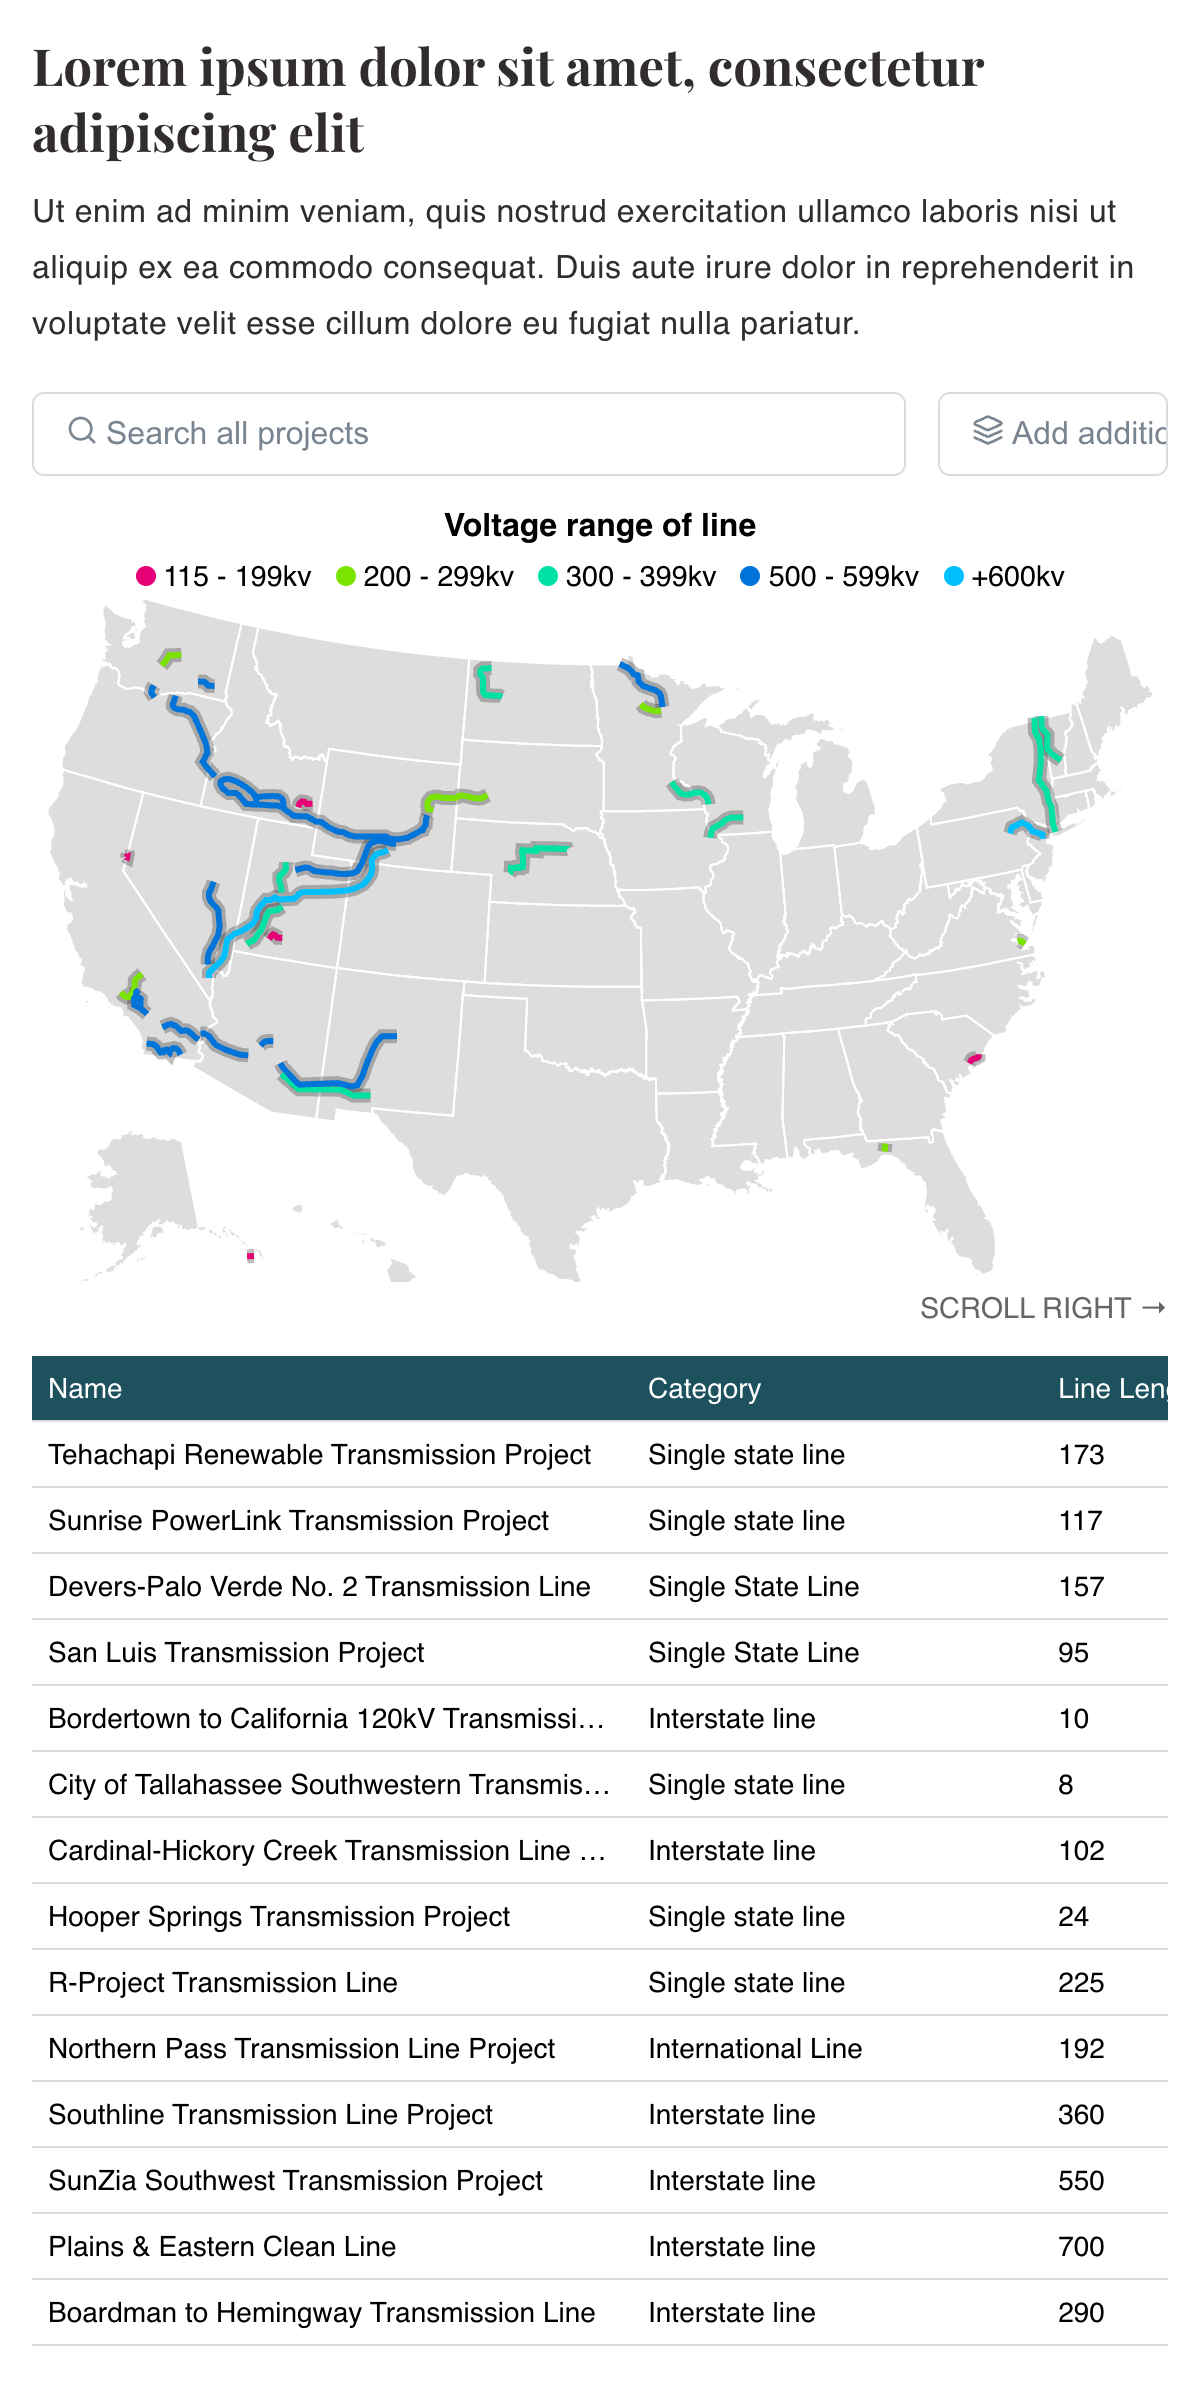 Lorem ipsum dolor sit amet, consectetur
adipiscing elit
Ut enim ad minim veniam, quis nostrud exercitation ullamco laboris nisi ut
aliquip ex ea commodo consequat. Duis aute irure dolor in reprehenderit in
voluptate velit esse cillum dolore eu fugiat nulla pariatur.
Search all projects
Add additic
Voltage range of line
115 - 199kv 200 - 299kv 300 - 399kv 500 - 599kv +600kv
SCROLL RIGHT →
Name Category Line Leng
Tehachapi Renewable Transmission Project Single state line 173
Sunrise PowerLink Transmission Project Single state line 117
Devers-Palo Verde No. 2 Transmission Line Single State Line 157
San Luis Transmission Project Single State Line 95
Bordertown to California 120kV Transmissi… Interstate line 10
City of Tallahassee Southwestern Transmis… Single state line 8
Cardinal-Hickory Creek Transmission Line … Interstate line 102
Hooper Springs Transmission Project Single state line 24
R-Project Transmission Line Single state line 225
Northern Pass Transmission Line Project International Line 192
Southline Transmission Line Project Interstate line 360
SunZia Southwest Transmission Project Interstate line 550
Plains & Eastern Clean Line Interstate line 700
Boardman to Hemingway Transmission Line Interstate line 290